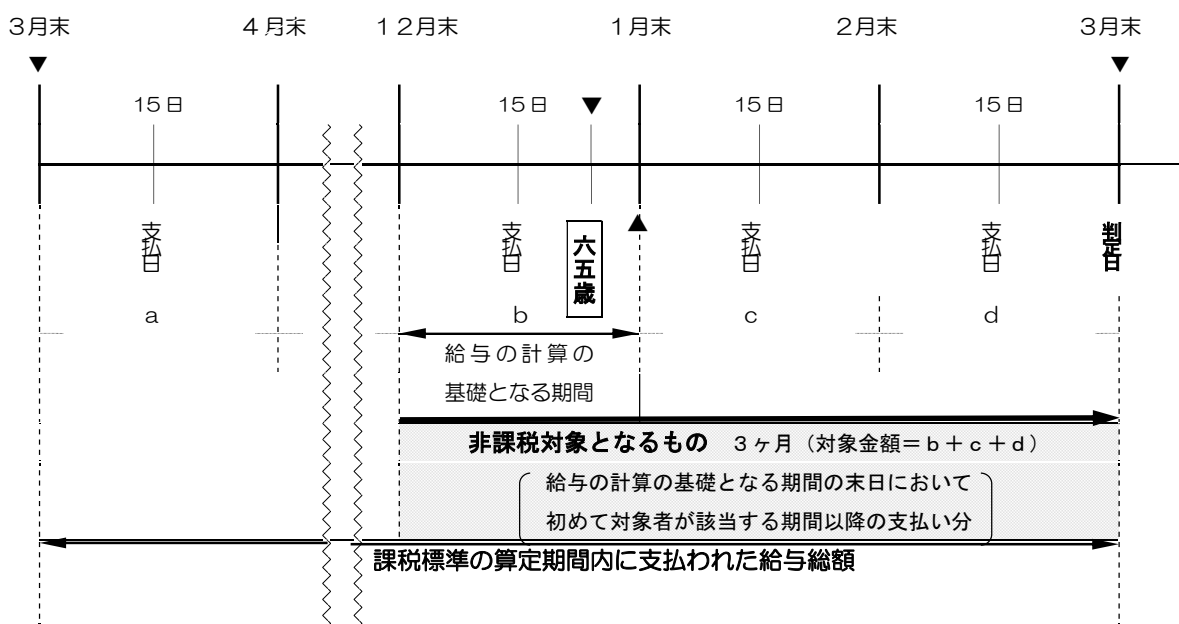 ３月末 ４月末 １２月末 １月末 ２月末 ３月末
▼ ▼
15日 15日 ▼ 15日 15日
支払日 支払日 六五歳 ▲ 支払日 支払日 判定日
a b c d
給与の計算の
基礎となる期間
非課税対象となるもの ３ヶ月（対象金額＝ｂ＋ｃ＋ｄ）
給与の計算の基礎となる期間の末日において
初めて対象者が該当する期間以降の支払い分
課税標準の算定期間内に支払われた給与総額